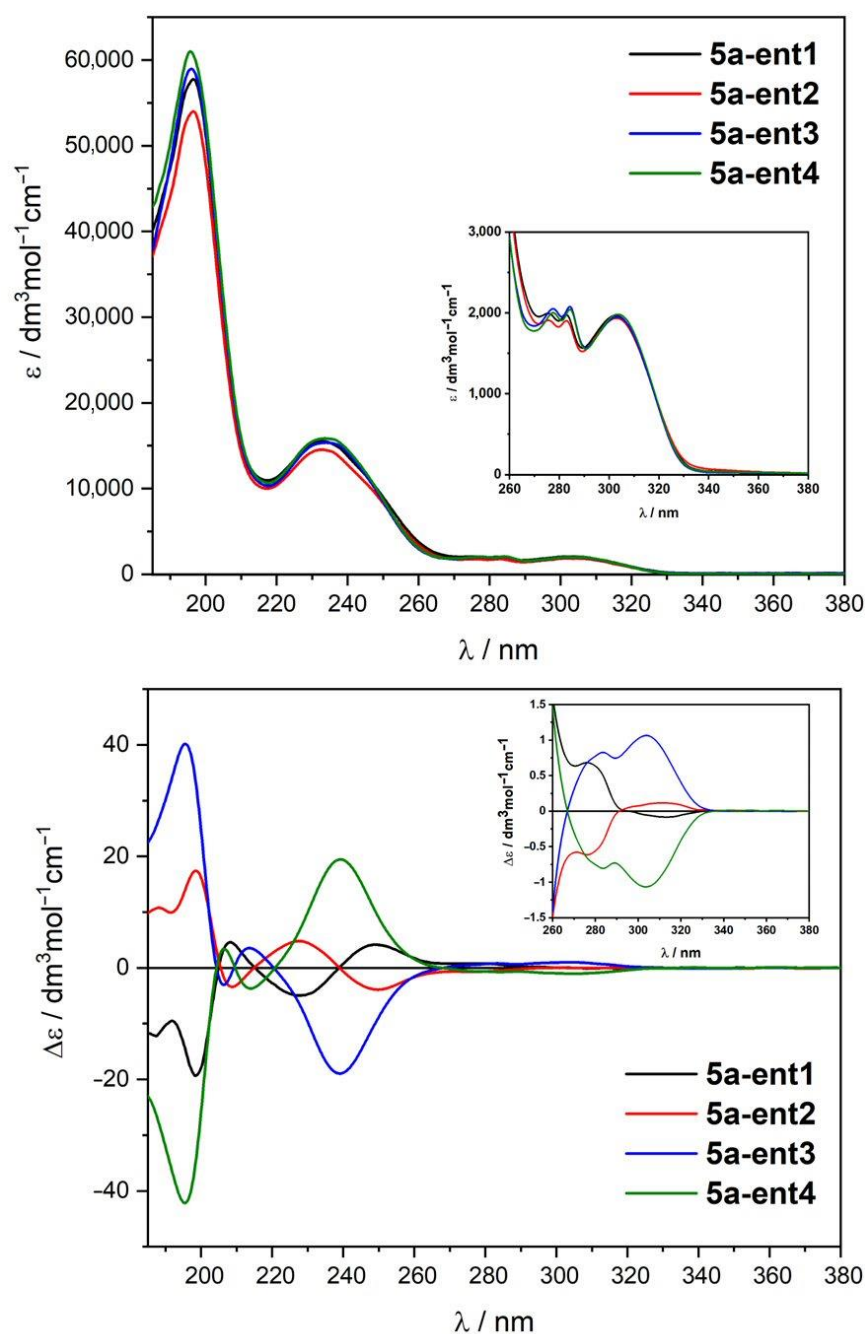 60,000
50,000
40,000
30,000
20,000
10,000
0
ε / dm³mol⁻¹cm⁻¹
5a-ent1
5a-ent2
5a-ent3
5a-ent4
3,000
2,000
1,000
0
ε / dm³mol⁻¹cm⁻¹
260 280 300 320 340 360 380
λ / nm
200 220 240 260 280 300 320 340 360 380
λ / nm
40
20
0
−20
−40
Δε / dm³mol⁻¹cm⁻¹
1.5
1
0.5
0
−0.5
−1
−1.5
Δε / dm³mol⁻¹cm⁻¹
260 280 300 320 340 360 380
λ / nm
5a-ent1
5a-ent2
5a-ent3
5a-ent4
200 220 240 260 280 300 320 340 360 380
λ / nm